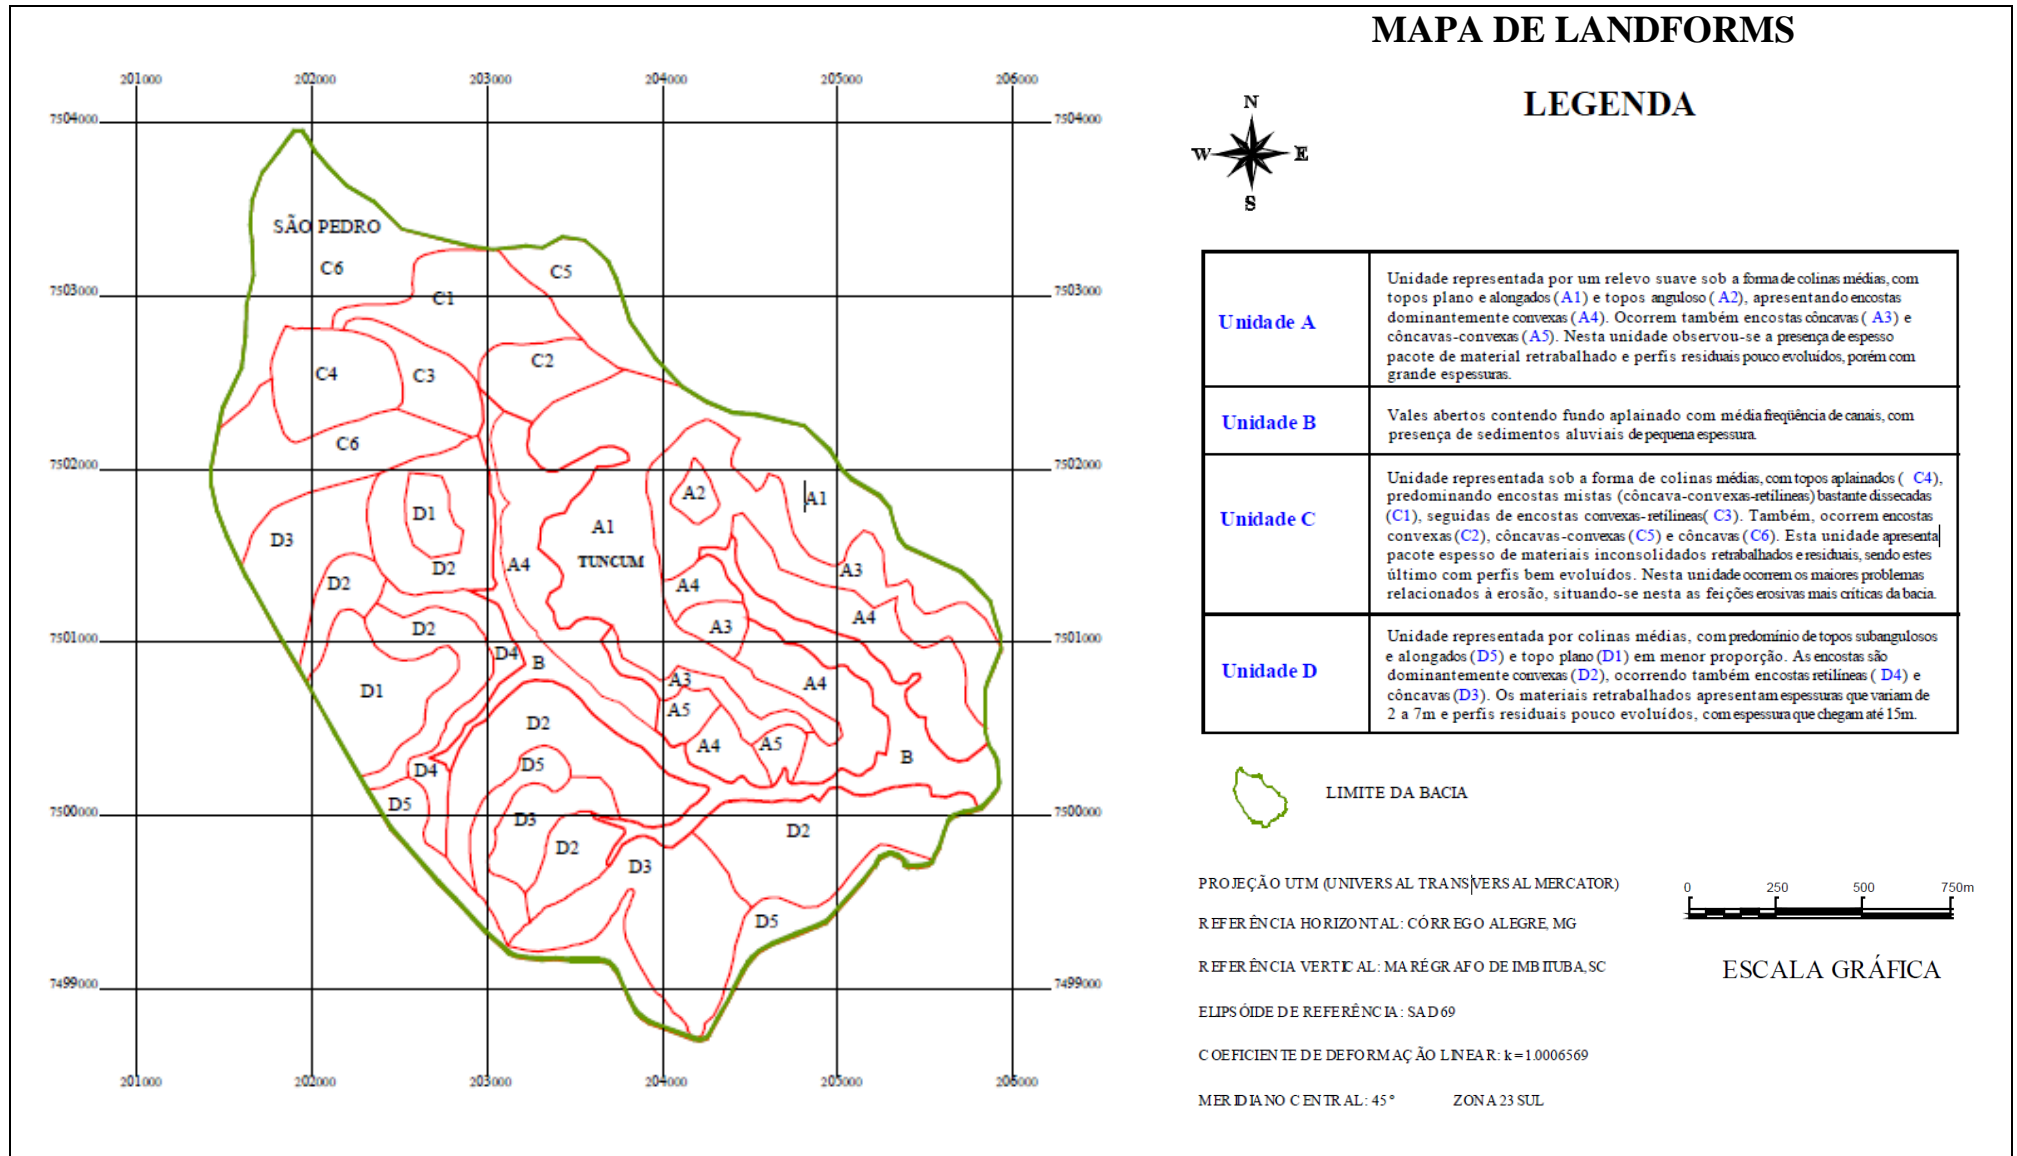 MAPA DE LANDFORMS
LEGENDA
N
W
E
S
201000 202000 203000 204000 205000 206000
7504000 7504000
SÃO PEDRO
C6
C5
7503000 C1 7503000
C2
C4 C3
C6
7502000 7502000
A2 A1
D1 A1
D3 TUNCUM
D2 A4 A3
D2 A4
A4
D2 A3
7501000 7501000
D4 B
A3 A4
D1 A5
D2
A4 A5
D5 B
D4
D5
7500000 7500000
D3 D2
D2
D3
D5
7499000 7499000
201000 202000 203000 204000 205000 206000
Unidade A
Unidade representada por um relevo suave sob a forma de colinas médias, com
topos plano e alongados (A1) e topos anguloso ( A2), apresentando encostas
dominantemente convexas (A4). Ocorrem também encostas côncavas ( A3) e
côncavas-convexas (A5). Nesta unidade observou-se a presença de espesso
pacote de material retrabalhado e perfis residuais pouco evoluídos, porém com
grande espessuras.
Unidade B
Vales abertos contendo fundo aplainado com média freqüência de canais, com
presença de sedimentos aluviais de pequena espessura.
Unidade C
Unidade representada sob a forma de colinas médias, com topos aplainados ( C4),
predominando encostas mistas (côncava-convexas-retilíneas) bastante dissecadas
(C1), seguidas de encostas convexas-retilíneas( C3). Também, ocorrem encostas
convexas (C2), côncavas-convexas (C5) e côncavas (C6). Esta unidade apresenta
pacote espesso de materiais inconsolidados retrabalhados e residuais, sendo estes
último com perfis bem evoluídos. Nesta unidade ocorrem os maiores problemas
relacionados à erosão, situando-se nesta as feições erosivas mais críticas da bacia.
Unidade D
Unidade representada por colinas médias, com predomínio de topos subangulosos
e alongados (D5) e topo plano (D1) em menor proporção. As encostas são
dominantemente convexas (D2), ocorrendo também encostas retilíneas ( D4) e
côncavas (D3). Os materiais retrabalhados apresentam espessuras que variam de
2 a 7m e perfis residuais pouco evoluídos, com espessura que chegam até 15m.
LIMITE DA BACIA
PROJEÇÃO UTM (UNIVERSAL TRANSVERSAL MERCATOR)
REFERÊNCIA HORIZONTAL: CÓRREGO ALEGRE, MG
REFERÊNCIA VERTICAL: MARÉGRAFO DE IMBITUBA, SC
ELIPSÓIDE DE REFERÊNCIA: SAD 69
COEFICIENTE DE DEFORMAÇÃO LINEAR: k = 1.0006569
MERIDIANO CENTRAL: 45° ZONA 23 SUL
0 250 500 750m
ESCALA GRÁFICA